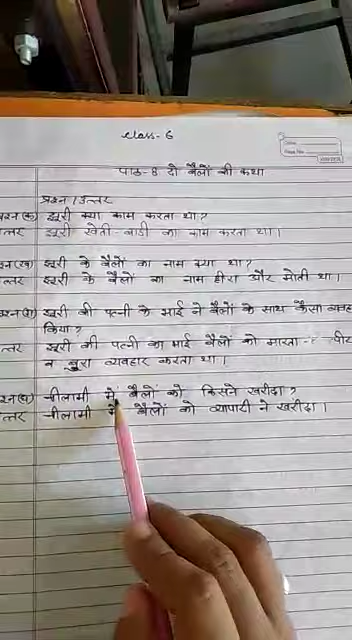 Class - 6
पाठ-8 दो बैलों की कथा
प्रश्न / उत्तर
झूरी क्या काम करता था?
झूरी खेती-बाडी का काम करता था।
झूरी के बैलों का नाम क्या था?
झूरी के बैलों का नाम हीरा और मोती था।
झूरी की पत्नी के भाई ने बैलों के साथ कैसा
किया?
झूरी की पत्नी का भाई बैलों को मारता-
व बुरा व्यवहार करता था।
नीलामी में बैलों को किसने खरीदा?
नीलामी में बैलों को व्यापारी ने खरीदा।